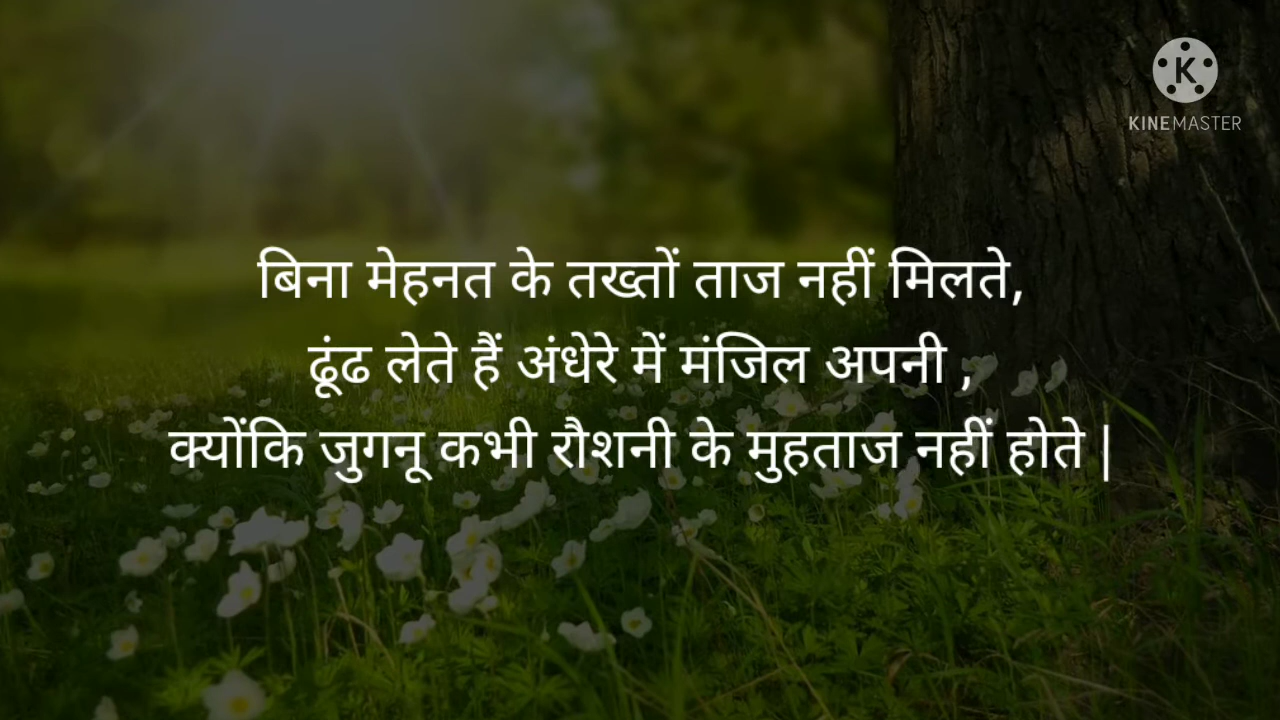 KINEMASTER
बिना मेहनत के तख्तों ताज नहीं मिलते,
ढूंढ लेते हैं अंधेरे में मंजिल अपनी ,
क्योंकि जुगनू कभी रौशनी के मुहताज नहीं होते |